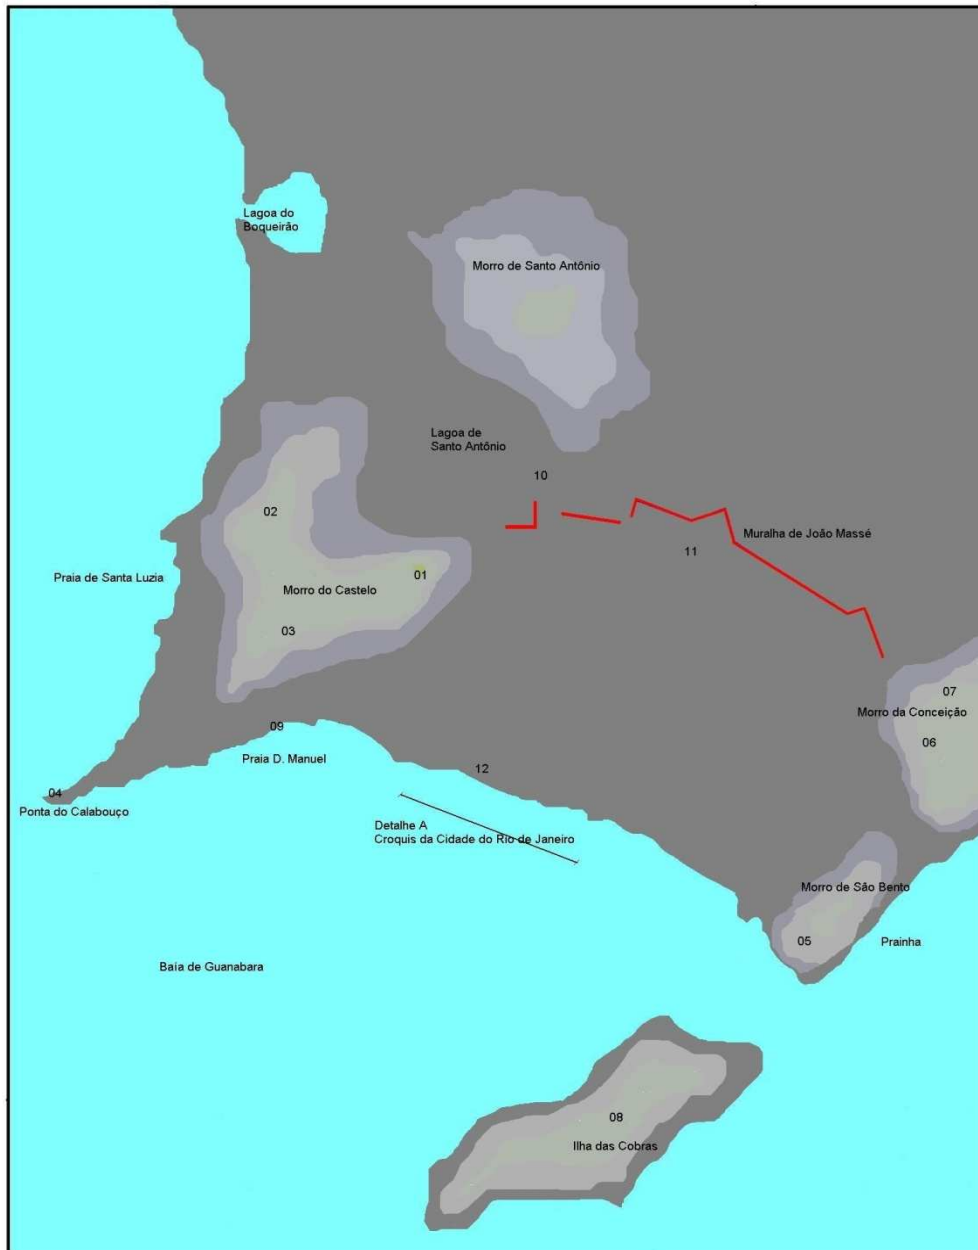 Lagoa do
Boqueirão
Morro de Santo Antônio
Lagoa de
Santo Antônio
10
02
Muralha de João Massé
11
Praia de Santa Luzia
01
Morro do Castelo
03
07
Morro da Conceição
09
06
Praia D. Manuel
12
04
Ponta do Calabouço
Detalhe A
Croquis da Cidade do Rio de Janeiro
Morro de São Bento
05
Prainha
Baía de Guanabara
08
Ilha das Cobras